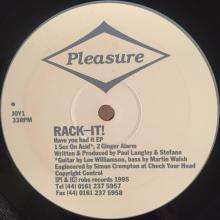 Pleasure
JOY1
33RPM
RACK-IT!
Have you had it EP
1 Sex On Acid*, 2 Ginger Alarm
Written & Produced by Paul Langley & Stefano
*Guitar by Lee Williamson, bass by Martin Walsh
Engineered by Simon Crompton at Check Your Head
Copyright Control
[P] & [C] robs records 1995
Tel (44) 0161 237 5957
Fax (44) 0161 237 5958